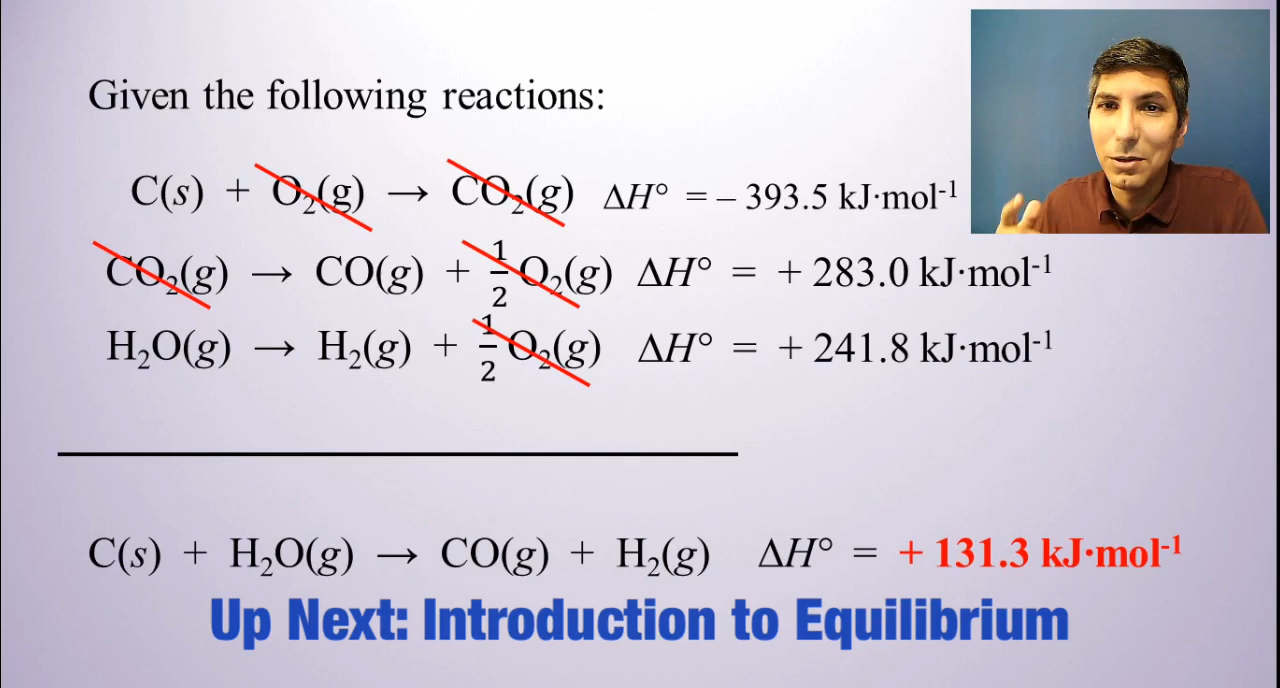 Given the following reactions:
C(s) + O₂(g) → CO₂(g) ΔH° = – 393.5 kJ·mol⁻¹
CO₂(g) → CO(g) + ½ O₂(g) ΔH° = + 283.0 kJ·mol⁻¹
H₂O(g) → H₂(g) + ½ O₂(g) ΔH° = + 241.8 kJ·mol⁻¹
C(s) + H₂O(g) → CO(g) + H₂(g) ΔH° = + 131.3 kJ·mol⁻¹
Up Next: Introduction to Equilibrium